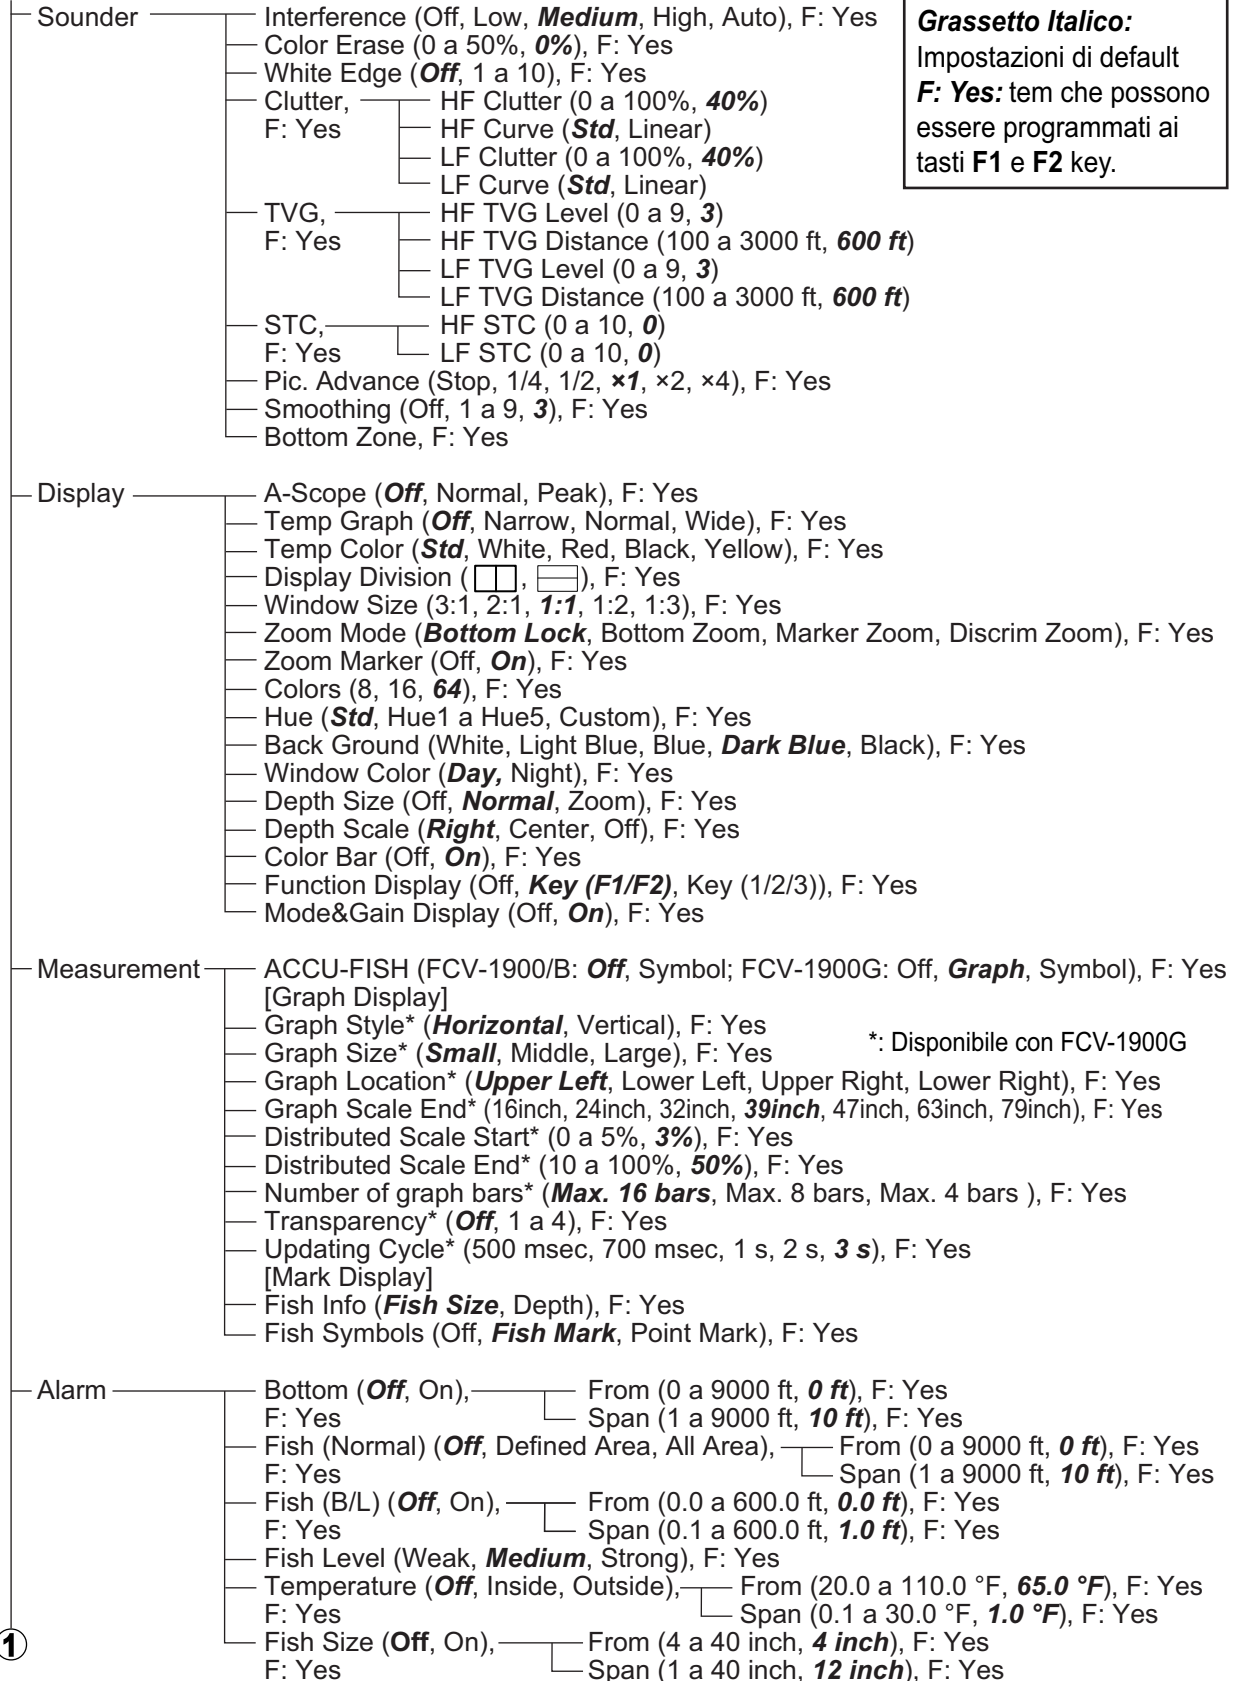 Sounder
Interference (Off, Low, Medium, High, Auto), F: Yes
Color Erase (0 a 50%, 0%), F: Yes
White Edge (Off, 1 a 10), F: Yes
Clutter,
F: Yes
HF Clutter (0 a 100%, 40%)
HF Curve (Std, Linear)
LF Clutter (0 a 100%, 40%)
LF Curve (Std, Linear)
TVG,
F: Yes
HF TVG Level (0 a 9, 3)
HF TVG Distance (100 a 3000 ft, 600 ft)
LF TVG Level (0 a 9, 3)
LF TVG Distance (100 a 3000 ft, 600 ft)
STC,
F: Yes
HF STC (0 a 10, 0)
LF STC (0 a 10, 0)
Pic. Advance (Stop, 1/4, 1/2, ×1, ×2, ×4), F: Yes
Smoothing (Off, 1 a 9, 3), F: Yes
Bottom Zone, F: Yes
Grassetto Italico:
Impostazioni di default
F: Yes: tem che possono
essere programmati ai
tasti F1 e F2 key.
Display
A-Scope (Off, Normal, Peak), F: Yes
Temp Graph (Off, Narrow, Normal, Wide), F: Yes
Temp Color (Std, White, Red, Black, Yellow), F: Yes
Display Division ( , ), F: Yes
Window Size (3:1, 2:1, 1:1, 1:2, 1:3), F: Yes
Zoom Mode (Bottom Lock, Bottom Zoom, Marker Zoom, Discrim Zoom), F: Yes
Zoom Marker (Off, On), F: Yes
Colors (8, 16, 64), F: Yes
Hue (Std, Hue1 a Hue5, Custom), F: Yes
Back Ground (White, Light Blue, Blue, Dark Blue, Black), F: Yes
Window Color (Day, Night), F: Yes
Depth Size (Off, Normal, Zoom), F: Yes
Depth Scale (Right, Center, Off), F: Yes
Color Bar (Off, On), F: Yes
Function Display (Off, Key (F1/F2), Key (1/2/3)), F: Yes
Mode&Gain Display (Off, On), F: Yes
Measurement
ACCU-FISH (FCV-1900/B: Off, Symbol; FCV-1900G: Off, Graph, Symbol), F: Yes
[Graph Display]
Graph Style* (Horizontal, Vertical), F: Yes
*: Disponibile con FCV-1900G
Graph Size* (Small, Middle, Large), F: Yes
Graph Location* (Upper Left, Lower Left, Upper Right, Lower Right), F: Yes
Graph Scale End* (16inch, 24inch, 32inch, 39inch, 47inch, 63inch, 79inch), F: Yes
Distributed Scale Start* (0 a 5%, 3%), F: Yes
Distributed Scale End* (10 a 100%, 50%), F: Yes
Number of graph bars* (Max. 16 bars, Max. 8 bars, Max. 4 bars ), F: Yes
Transparency* (Off, 1 a 4), F: Yes
Updating Cycle* (500 msec, 700 msec, 1 s, 2 s, 3 s), F: Yes
[Mark Display]
Fish Info (Fish Size, Depth), F: Yes
Fish Symbols (Off, Fish Mark, Point Mark), F: Yes
Alarm
Bottom (Off, On),
F: Yes
From (0 a 9000 ft, 0 ft), F: Yes
Span (1 a 9000 ft, 10 ft), F: Yes
Fish (Normal) (Off, Defined Area, All Area),
F: Yes
From (0 a 9000 ft, 0 ft), F: Yes
Span (1 a 9000 ft, 10 ft), F: Yes
Fish (B/L) (Off, On),
F: Yes
From (0.0 a 600.0 ft, 0.0 ft), F: Yes
Span (0.1 a 600.0 ft, 1.0 ft), F: Yes
Fish Level (Weak, Medium, Strong), F: Yes
Temperature (Off, Inside, Outside),
F: Yes
From (20.0 a 110.0 °F, 65.0 °F), F: Yes
Span (0.1 a 30.0 °F, 1.0 °F), F: Yes
Fish Size (Off, On),
F: Yes
From (4 a 40 inch, 4 inch), F: Yes
Span (1 a 40 inch, 12 inch), F: Yes
1